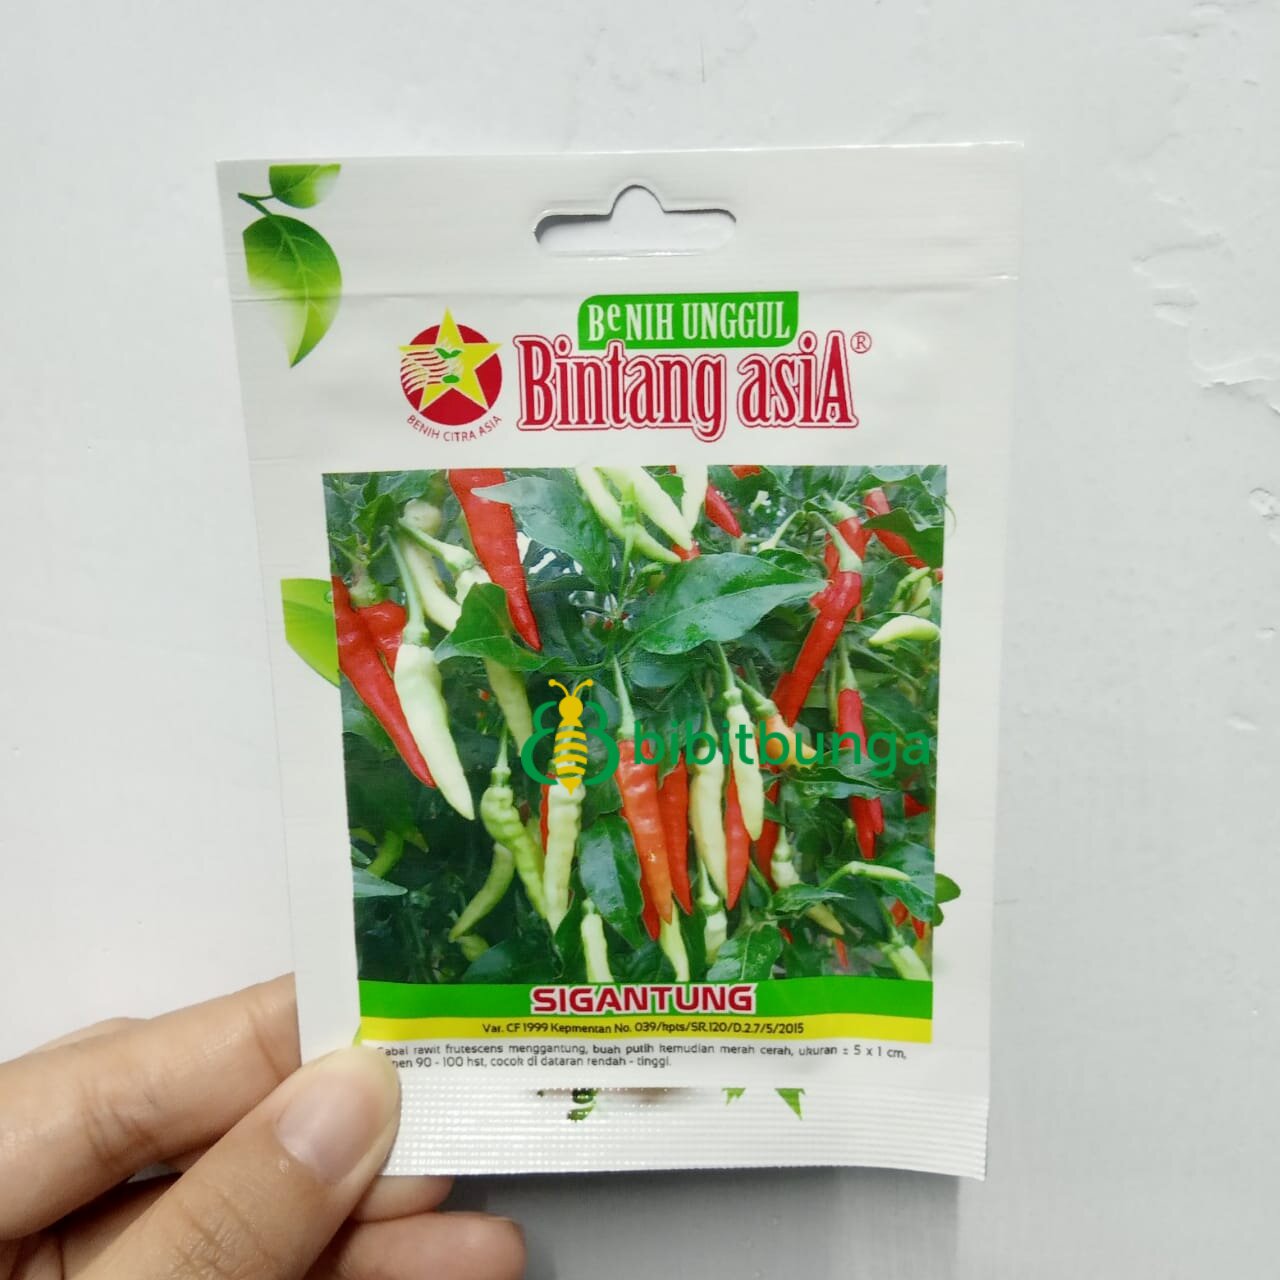 BeNIH UNGGUL
Bintang asiA®
BENIH CITRA ASIA
bibitbunga
SIGANTUNG
Var. CF 1999 Kepmentan No. 039/kpts/SR.120/D.2.7/5/2015
rawit frutescens menggantung, buah putih kemudian merah cerah, ukuran ± 5 x 1 cm,
90 - 100 hst, cocok di dataran rendah - tinggi.